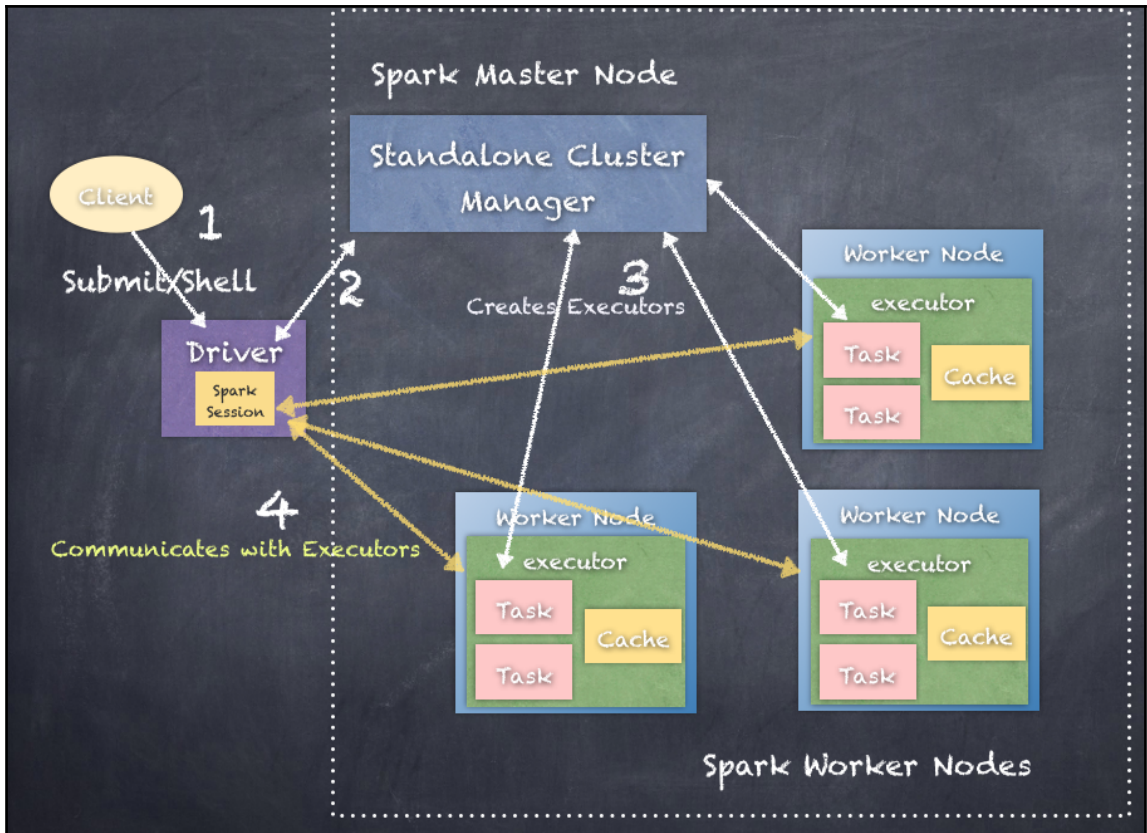 Spark Master Node
Standalone Cluster
Manager
Client
1
Submit/Shell
2
3
Creates Executors
Driver
Spark
Session
Worker Node
executor
Task
Cache
Task
4
Communicates with Executors
Worker Node
executor
Task
Cache
Task
Worker Node
executor
Task
Cache
Task
Spark Worker Nodes